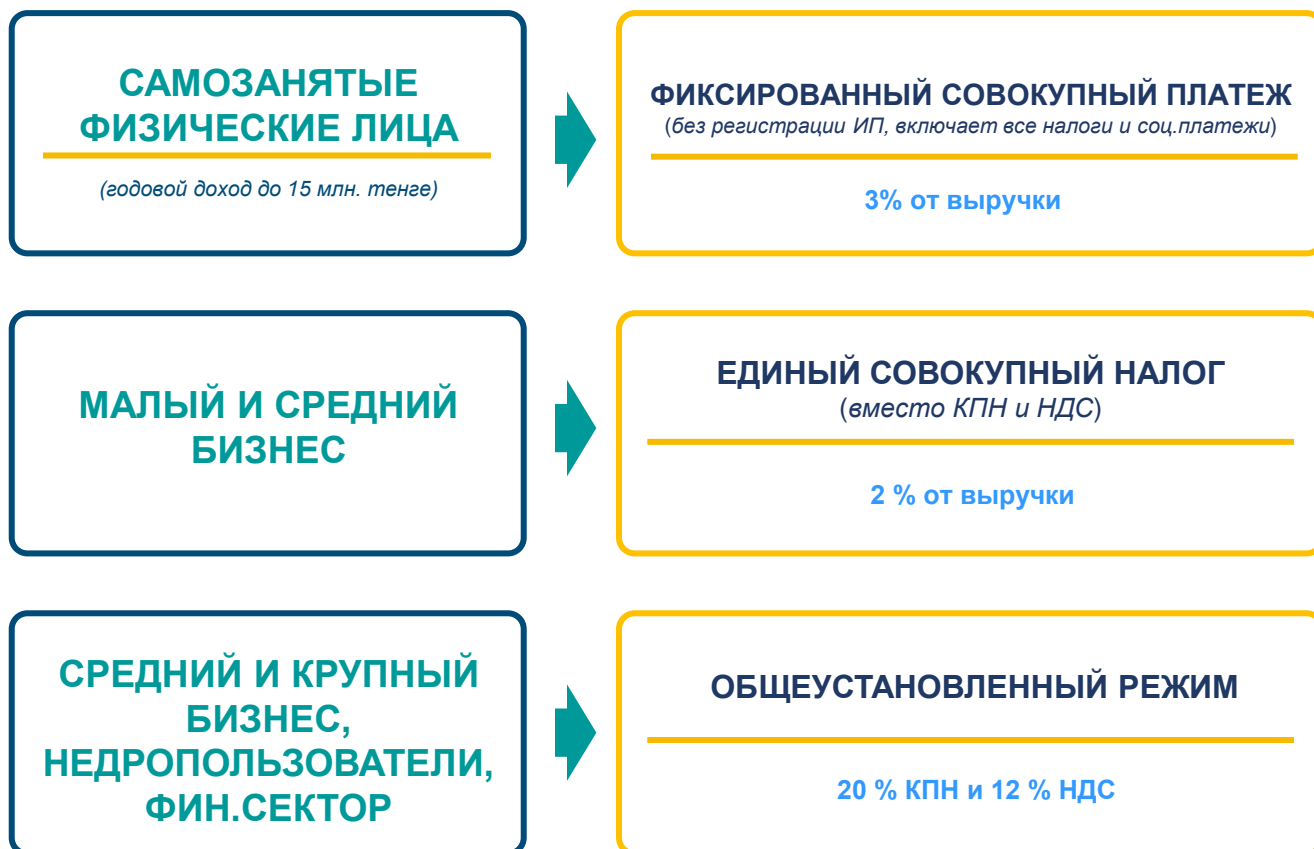 САМОЗАНЯТЫЕ
ФИЗИЧЕСКИЕ ЛИЦА
(годовой доход до 15 млн. тенге)
ФИКСИРОВАННЫЙ СОВОКУПНЫЙ ПЛАТЕЖ
(без регистрации ИП, включает все налоги и соц.платежи)
3% от выручки
МАЛЫЙ И СРЕДНИЙ
БИЗНЕС
ЕДИНЫЙ СОВОКУПНЫЙ НАЛОГ
(вместо КПН и НДС)
2 % от выручки
СРЕДНИЙ И КРУПНЫЙ
БИЗНЕС,
НЕДРОПОЛЬЗОВАТЕЛИ,
ФИН.СЕКТОР
ОБЩЕУСТАНОВЛЕННЫЙ РЕЖИМ
20 % КПН и 12 % НДС